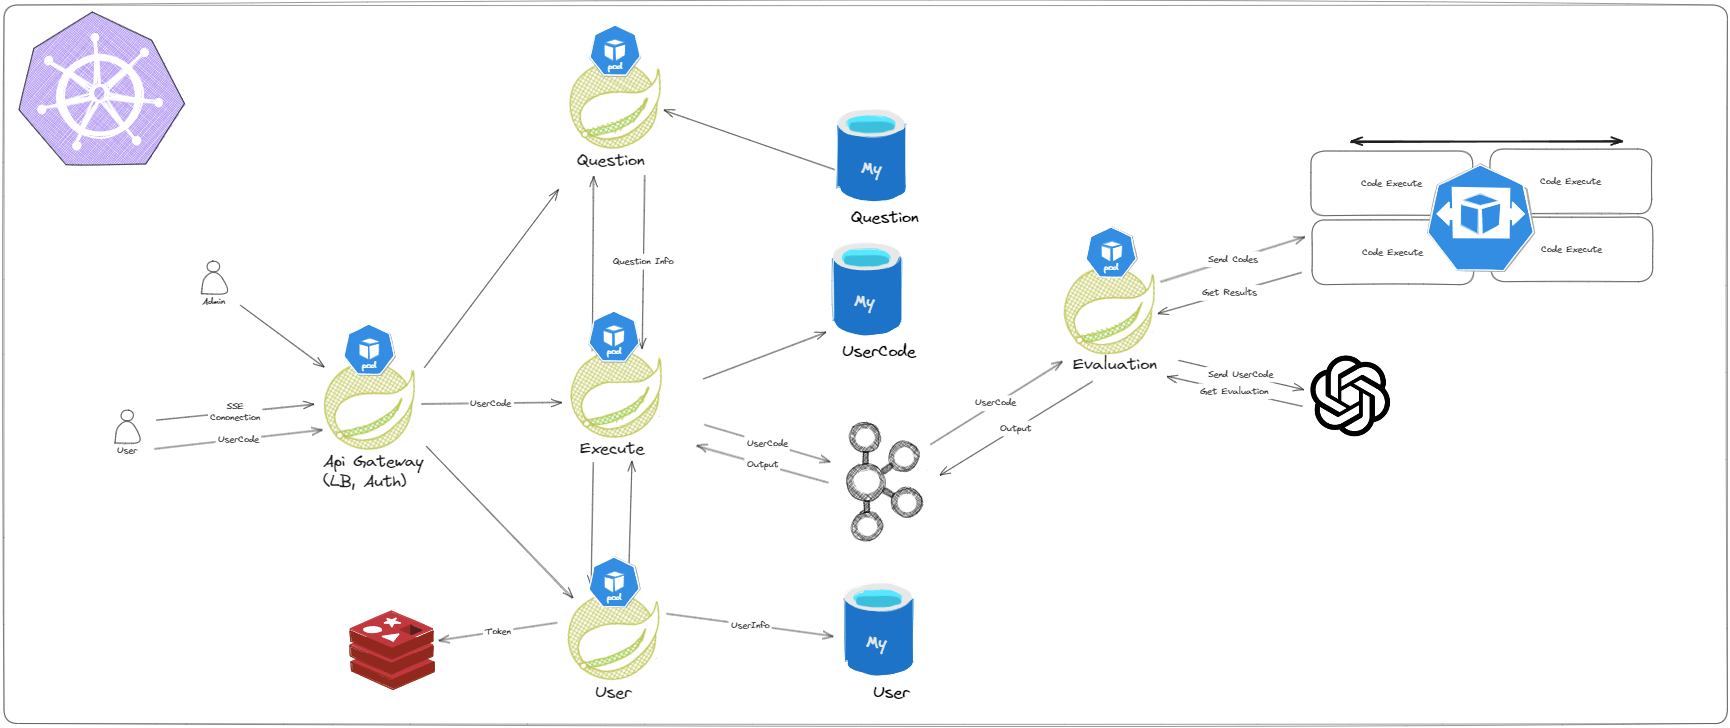 pod
Question
My
Question
Question Info
My
UserCode
Admin
User
SSE
Cononection
UserCode
pod
Api Gateway
(LB, Auth)
UserCode
pod
Execute
UserCode
Output
UserCode
Output
pod
Evaluation
Send Codes
Get Results
Code Execute
Code Execute
Code Execute
Code Execute
Send UserCode
Get Evaluation
Token
pod
User
UserInfo
My
User